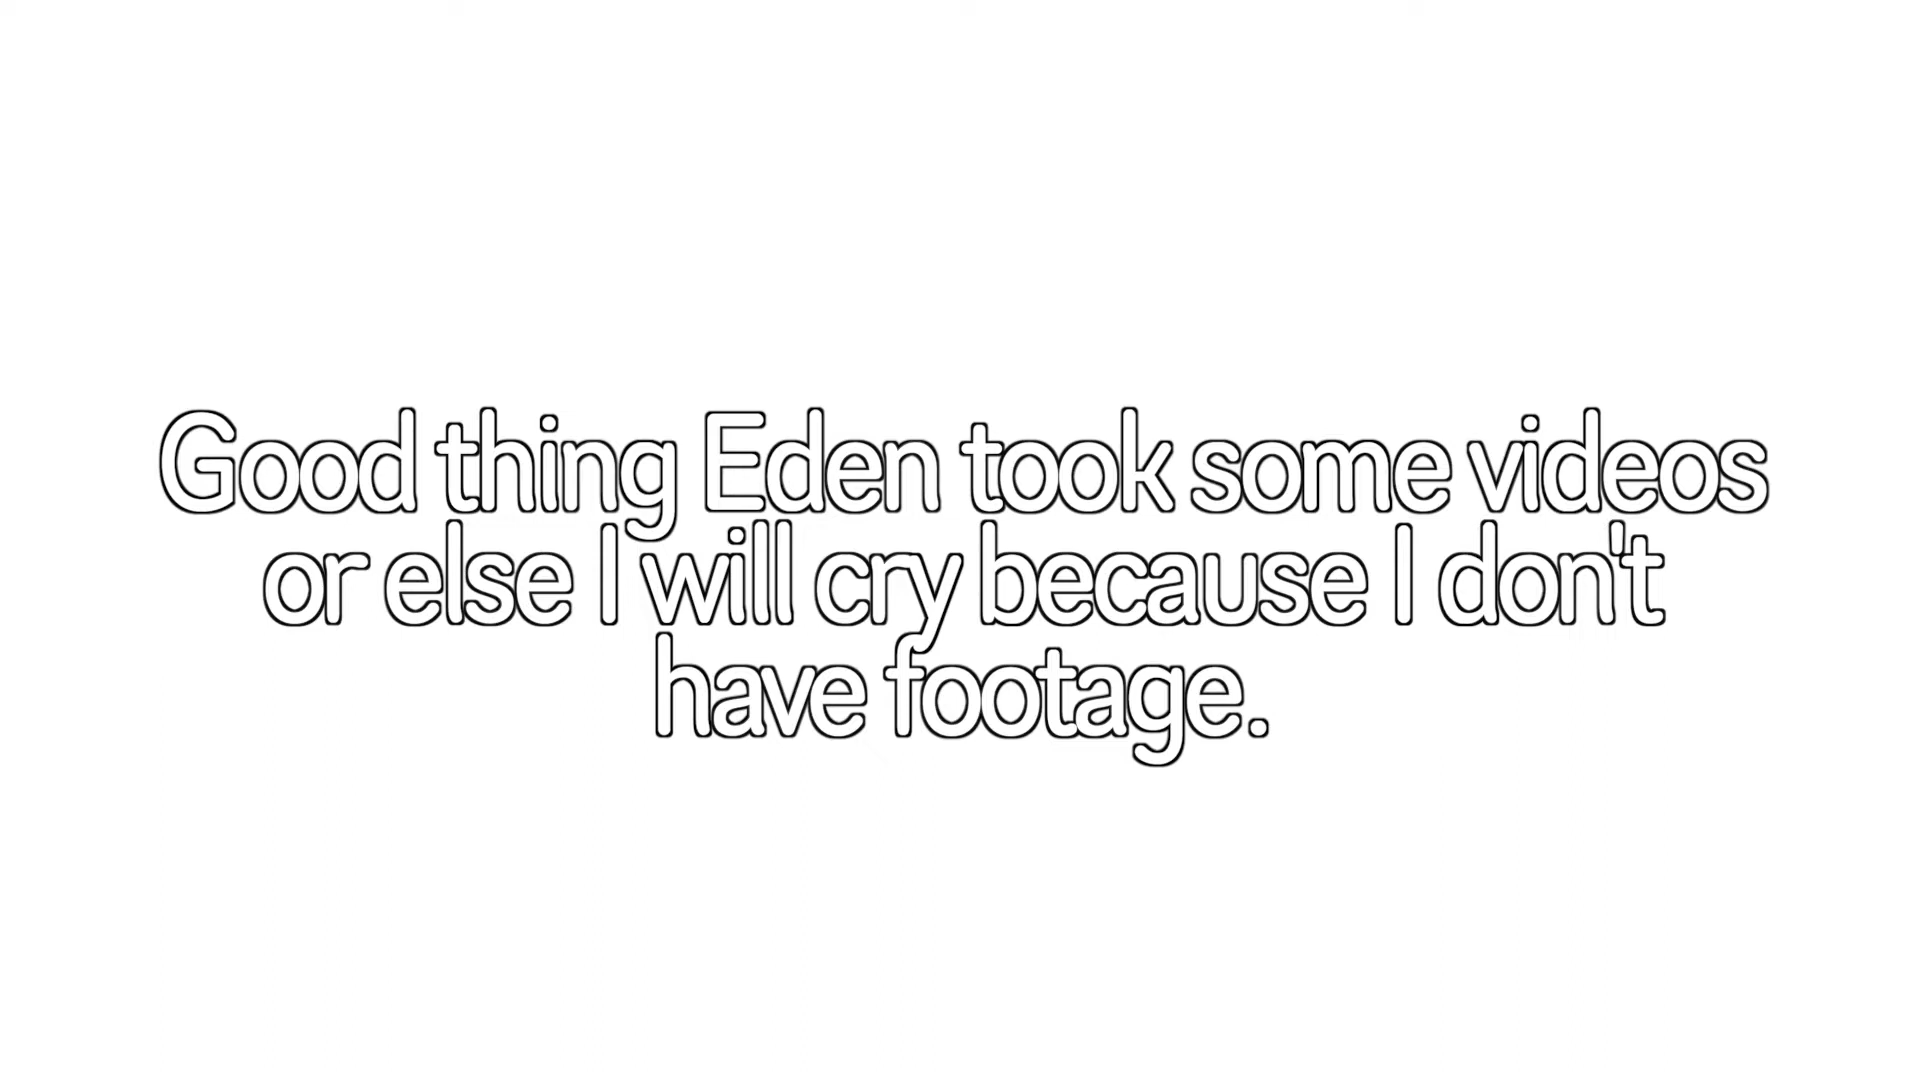 Good thing Eden took some videos
or else I will cry because I don't
have footage.